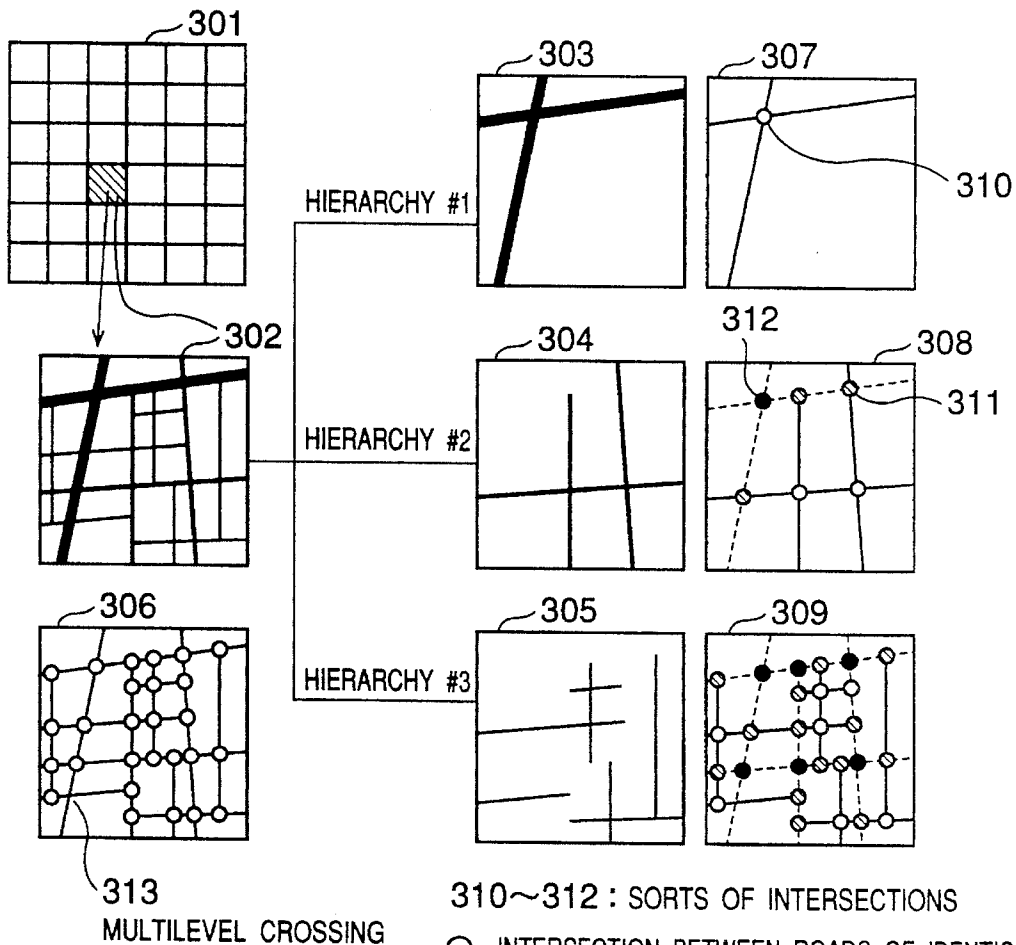 301
303
307
310
HIERARCHY #1
302
304
312
308
311
HIERARCHY #2
306
305
309
HIERARCHY #3
313
MULTILEVEL CROSSING
310~312 : SORTS OF INTERSECTIONS
INTERSECTION BETWEEN ROADS OF